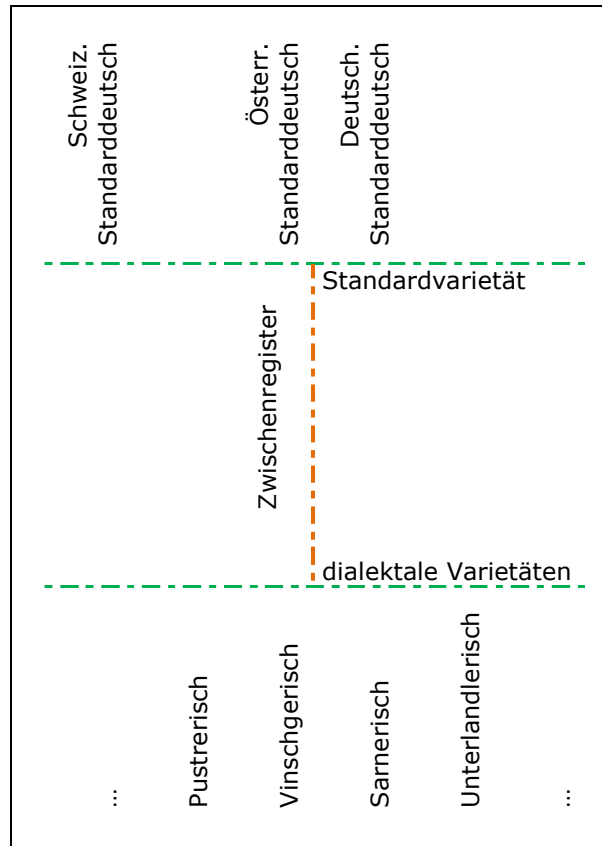 Schweiz.
Standarddeutsch
Österr.
Standarddeutsch
Deutsch.
Standarddeutsch
Standardvarietät
Zwischenregister
dialektale Varietäten
...
Pustrerisch
Vinschgerisch
Sarnerisch
Unterlandlerisch
...